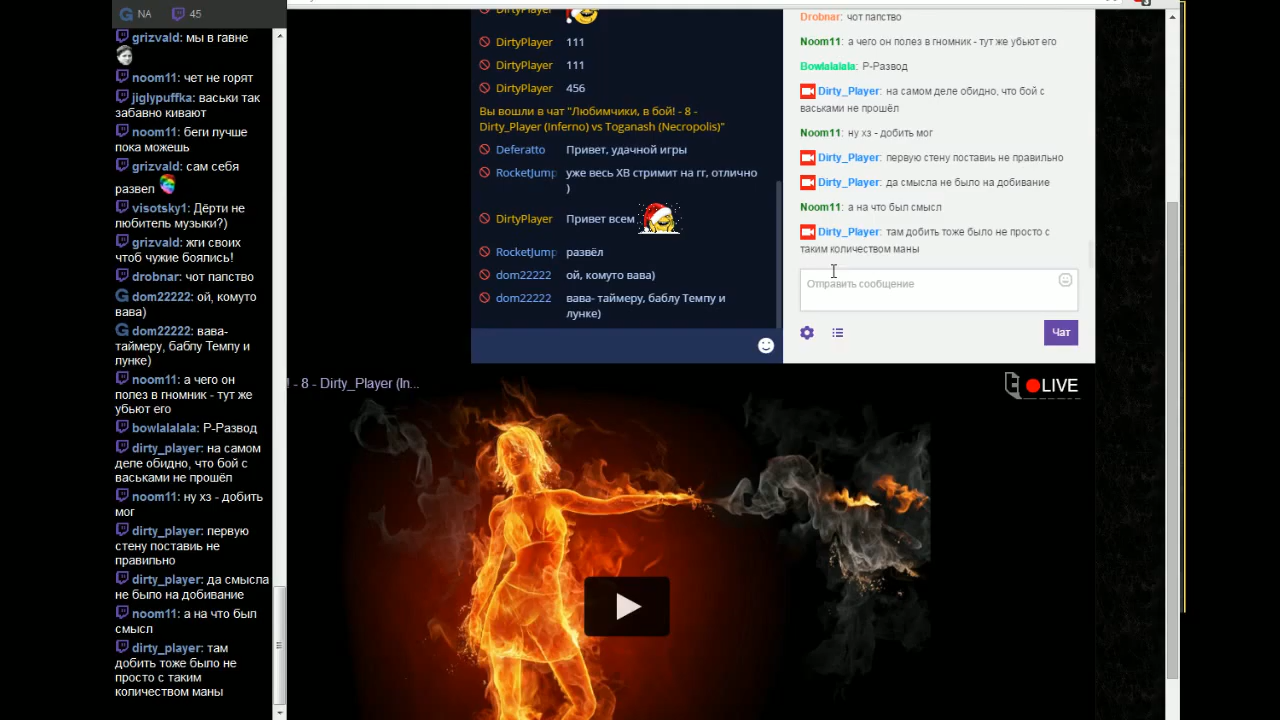 NA 45
grizvald: мы в гавне
noom11: чет не горят
jiglypuffka: васьки так
забавно кивают
noom11: беги лучше
пока можешь
grizvald: сам себя
развел
visotsky1: Дёрти не
любитель музыки?)
grizvald: жги своих
чтоб чужие боялись!
drobnar: чот папство
dom22222: ой, комуто
вава)
dom22222: вава-
таймеру, баблу Темпу и
лунке)
noom11: а чего он
полез в гномник - тут же
убьют его
bowlalalala: Р-Развод
dirty_player: на самом
деле обидно, что бой с
васьками не прошёл
noom11: ну хз - добить
мог
dirty_player: первую
стену поставиь не
правильно
dirty_player: да смысла
не было на добивание
noom11: а на что был
смысл
dirty_player: там
добить тоже было не
просто с таким
количеством маны
DirtyPlayer
DirtyPlayer 111
DirtyPlayer 111
DirtyPlayer 456
Вы вошли в чат "Любимчики, в бой! - 8 -
Dirty_Player (Inferno) vs Toganash (Necropolis)"
Deferatto Привет, удачной игры
RocketJump уже весь ХВ стримит на гг, отлично
)
DirtyPlayer Привет всем
RocketJump развёл
dom22222 ой, комуто вава)
dom22222 вава- таймеру, баблу Темпу и
лунке)
Drobnar: чот папство
Noom11: а чего он полез в гномник - тут же убьют его
Bowlalalala: Р-Развод
Dirty_Player: на самом деле обидно, что бой с
васьками не прошёл
Noom11: ну хз - добить мог
Dirty_Player: первую стену поставиь не правильно
Dirty_Player: да смысла не было на добивание
Noom11: а на что был смысл
Dirty_Player: там добить тоже было не просто с
таким количеством маны
Отправить сообщение
Чат
! - 8 - Dirty_Player (In...
LIVE